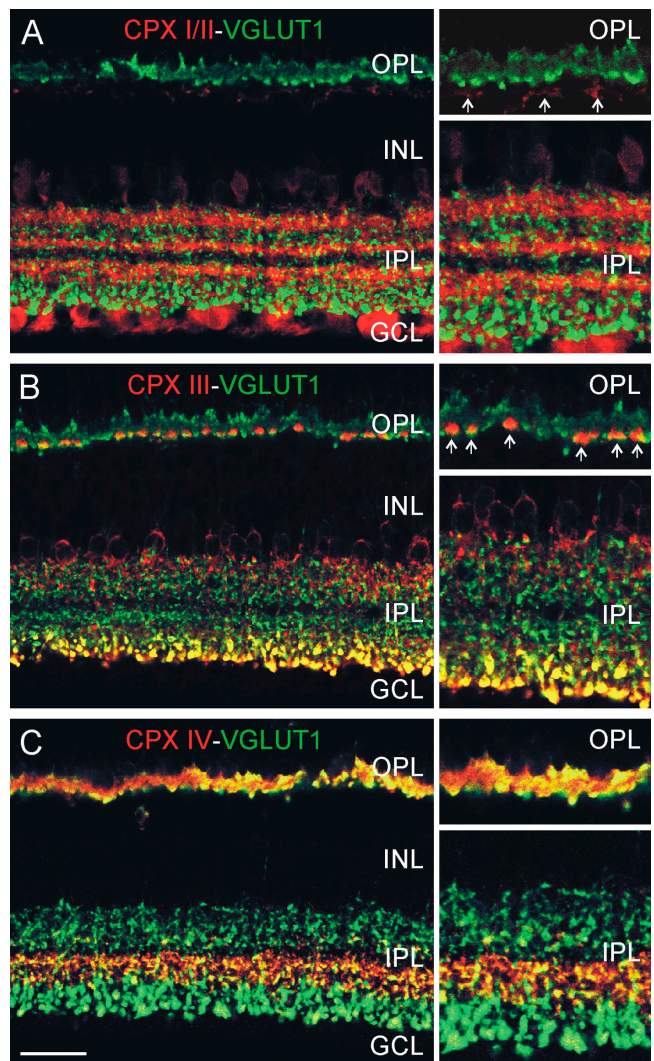 A
CPX I/II-VGLUT1
OPL
INL
IPL
GCL
OPL
IPL
B
CPX III-VGLUT1
OPL
INL
IPL
GCL
OPL
IPL
C
CPX IV-VGLUT1
OPL
INL
IPL
GCL
OPL
IPL